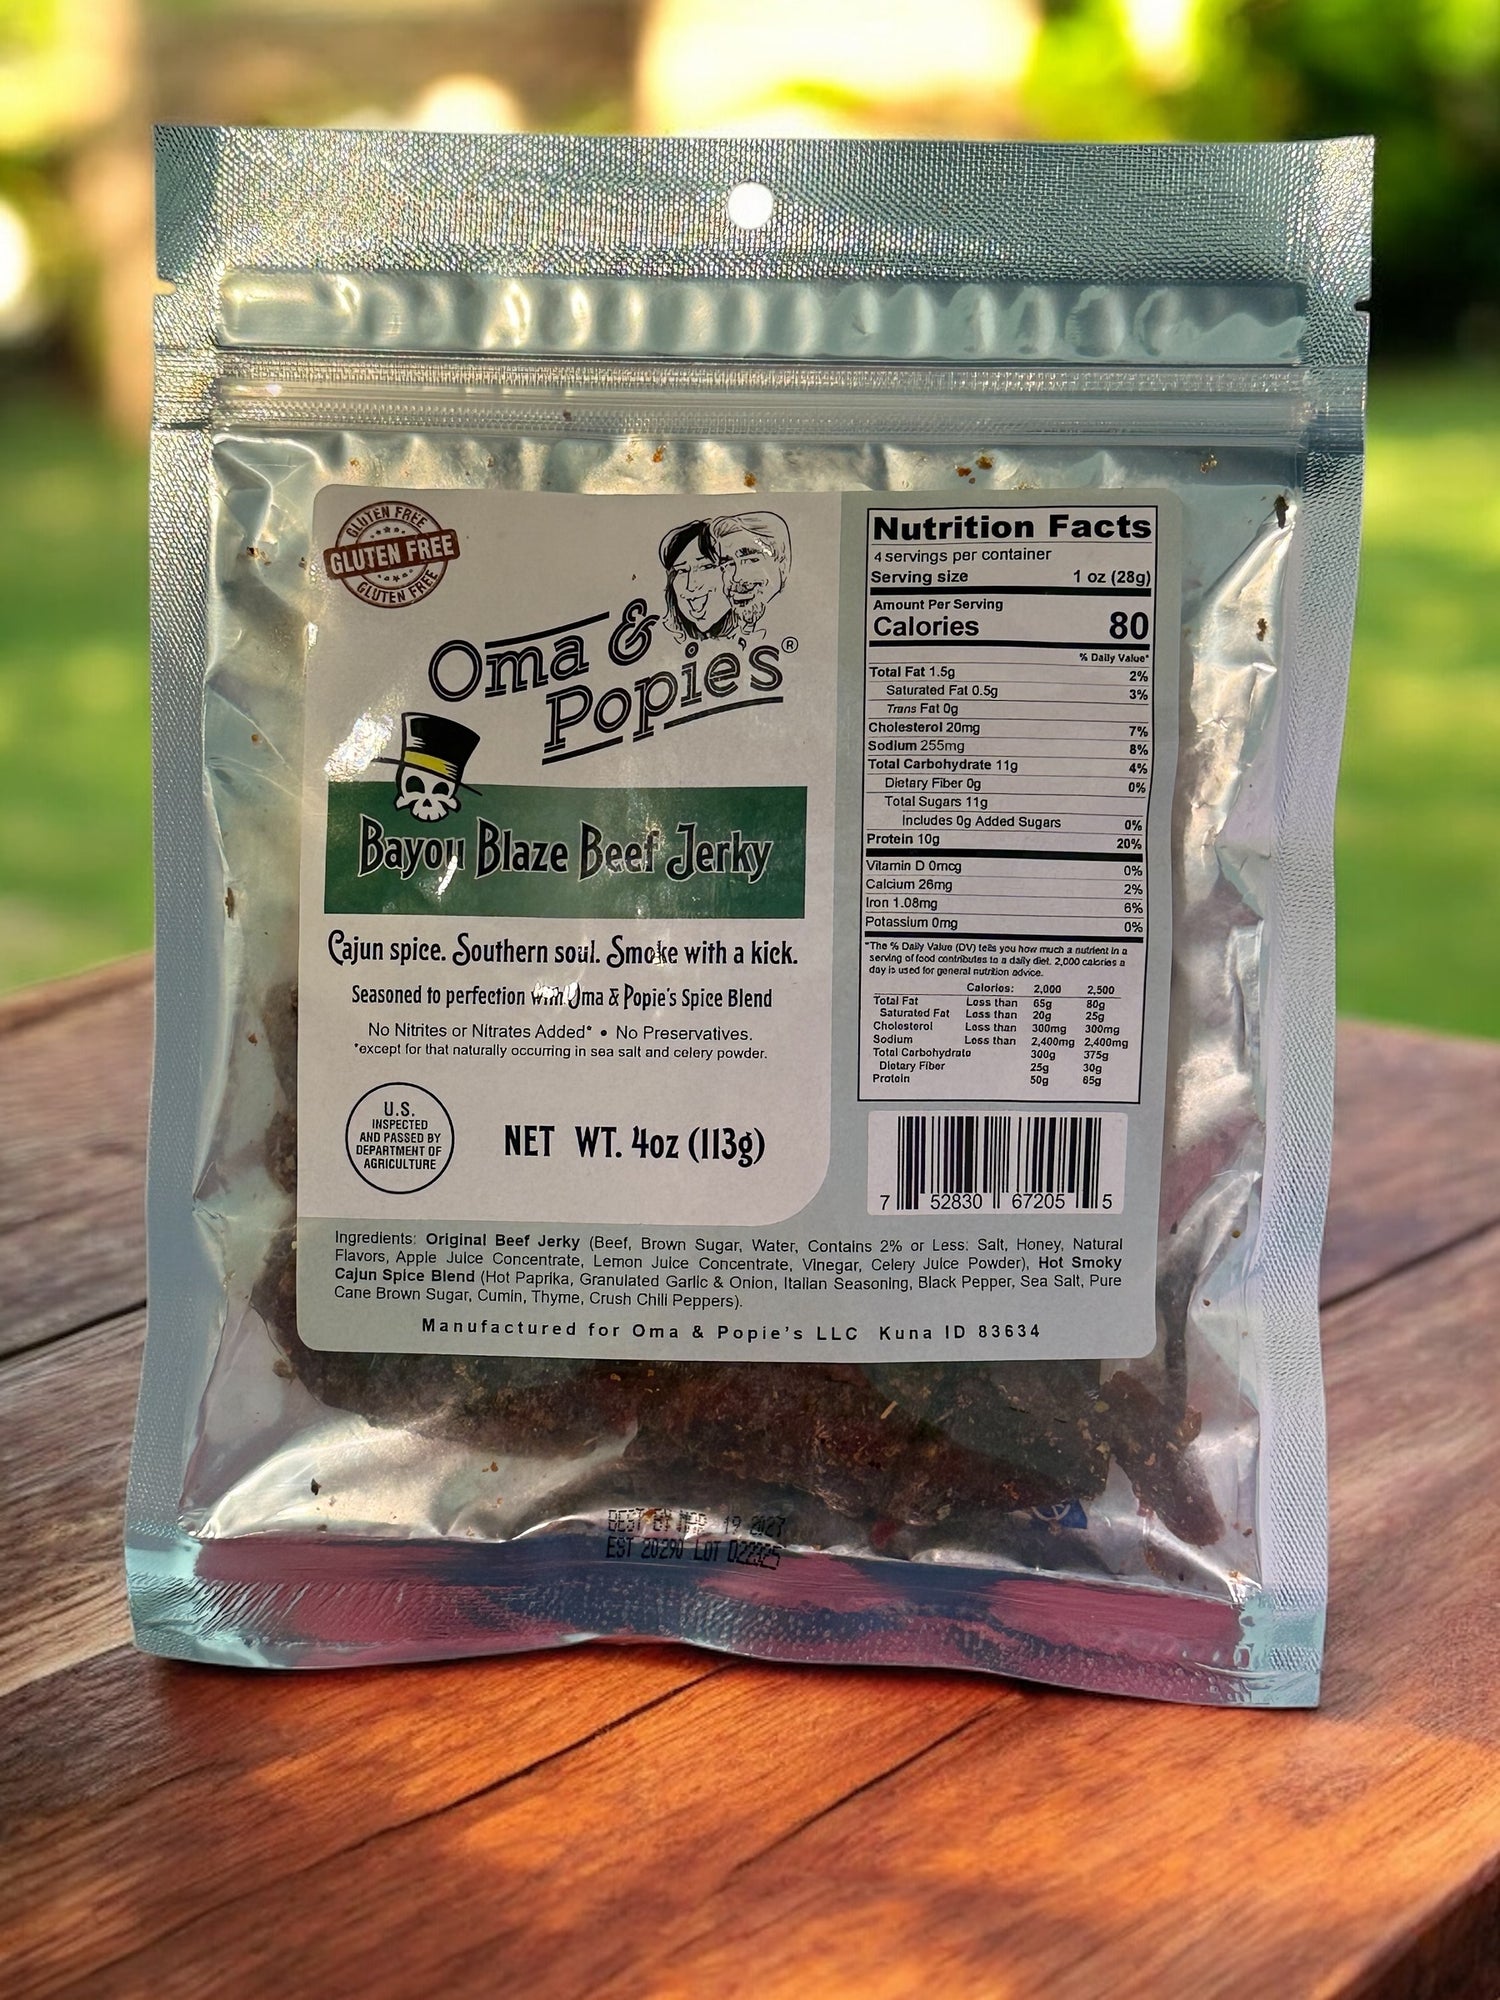 GLUTEN FREE
GLUTEN FREE
GLUTEN FREE
Oma &
Popie's®
Bayou Blaze Beef Jerky
Cajun spice. Southern soul. Smoke with a kick.
Seasoned to perfection with Oma & Popie's Spice Blend
No Nitrites or Nitrates Added* • No Preservatives.
*except for that naturally occurring in sea salt and celery powder.
U.S.
INSPECTED
AND PASSED BY
DEPARTMENT OF
AGRICULTURE
NET WT. 4oz (113g)
Nutrition Facts
4 servings per container
Serving size 1 oz (28g)
Amount Per Serving
Calories 80
% Daily Value*
Total Fat 1.5g 2%
Saturated Fat 0.5g 3%
Trans Fat 0g
Cholesterol 20mg 7%
Sodium 255mg 8%
Total Carbohydrate 11g 4%
Dietary Fiber 0g 0%
Total Sugars 11g
Includes 0g Added Sugars 0%
Protein 10g 20%
Vitamin D 0mcg 0%
Calcium 26mg 2%
Iron 1.08mg 6%
Potassium 0mg 0%
*The % Daily Value (DV) tells you how much a nutrient in a
serving of food contributes to a daily diet. 2,000 calories a
day is used for general nutrition advice.
Calories: 2,000 2,500
Total Fat Less than 65g 80g
Saturated Fat Less than 20g 25g
Cholesterol Less than 300mg 300mg
Sodium Less than 2,400mg 2,400mg
Total Carbohydrate 300g 375g
Dietary Fiber 25g 30g
Protein 50g 65g
7 52830 67205 5
Ingredients: Original Beef Jerky (Beef, Brown Sugar, Water, Contains 2% or Less: Salt, Honey, Natural
Flavors, Apple Juice Concentrate, Lemon Juice Concentrate, Vinegar, Celery Juice Powder), Hot Smoky
Cajun Spice Blend (Hot Paprika, Granulated Garlic & Onion, Italian Seasoning, Black Pepper, Sea Salt, Pure
Cane Brown Sugar, Cumin, Thyme, Crush Chili Peppers).
Manufactured for Oma & Popie's LLC Kuna ID 83634
BEST BY MAR 19 2027
EST 20290 LOT D22325